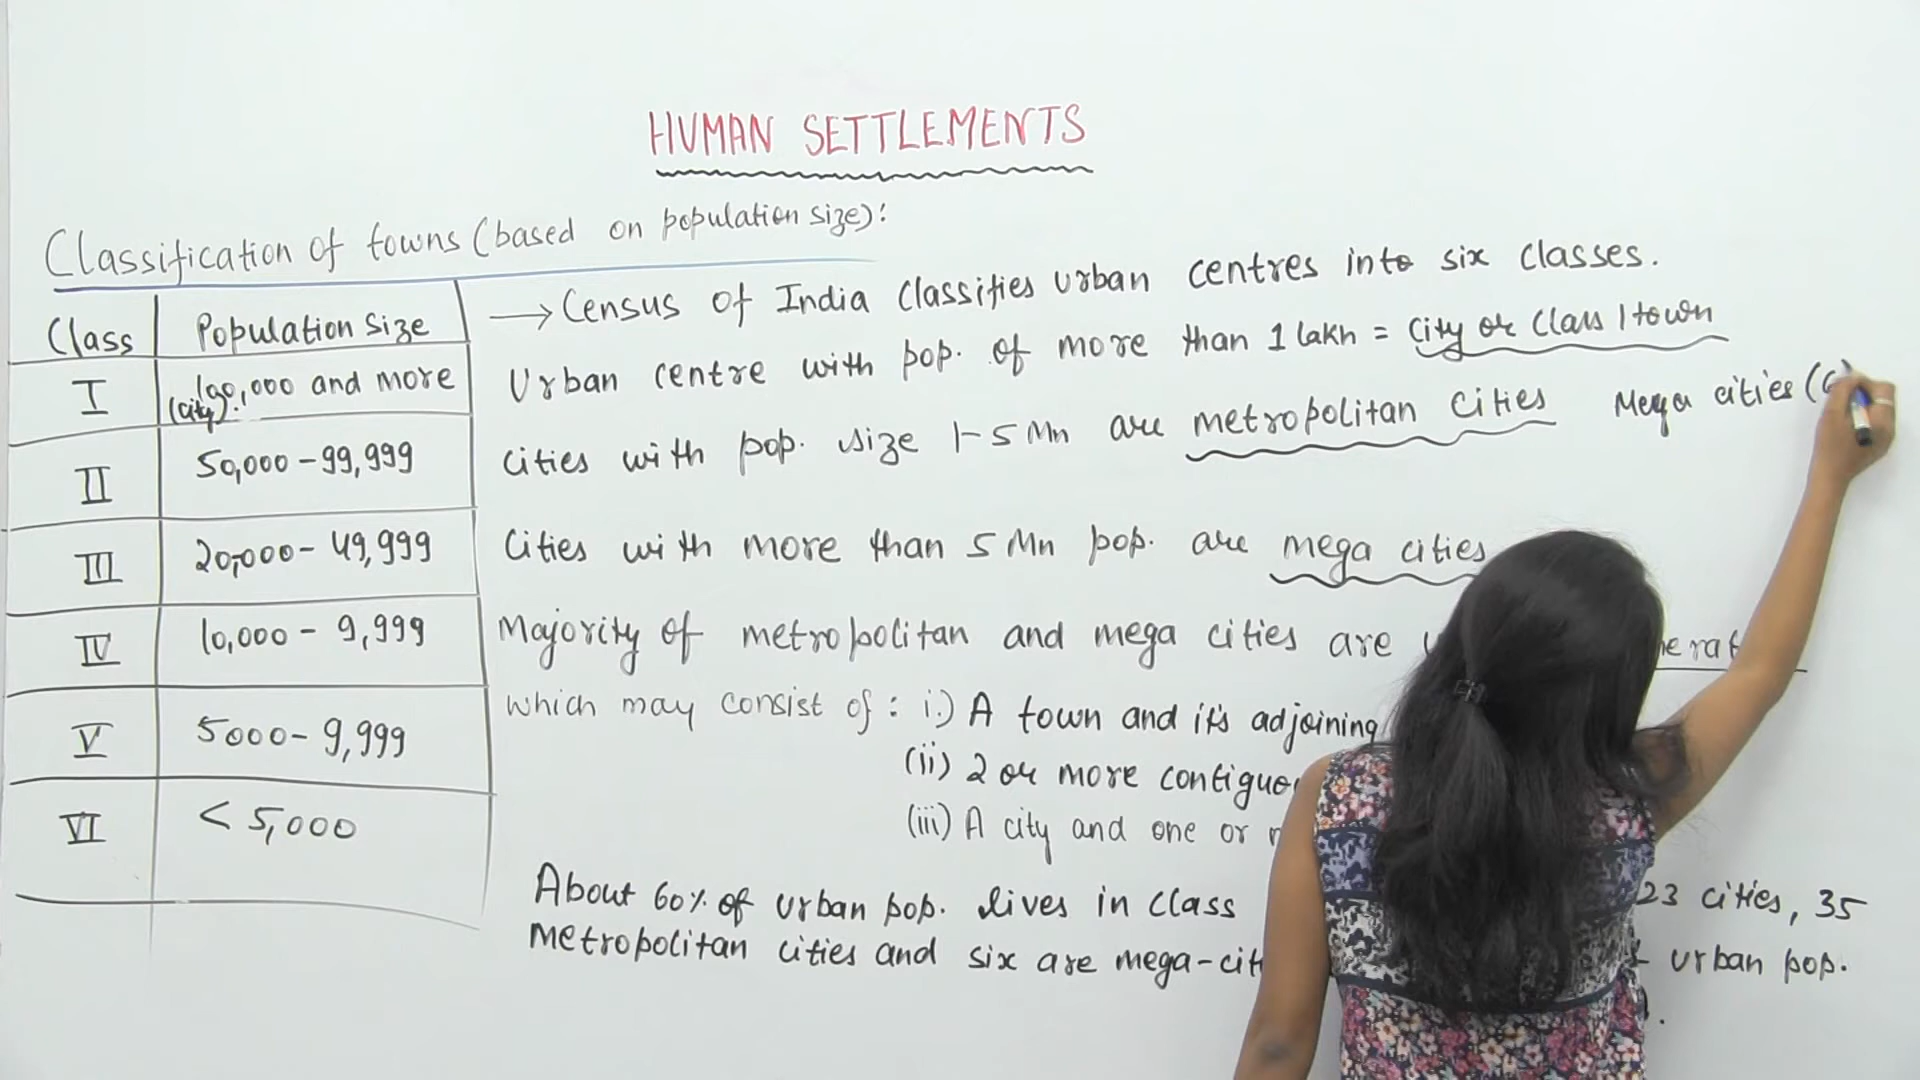 HUMAN SETTLEMENTS
Classification of towns (based on population size):
Class Population Size
I 100,000 and more
(city).
II 50,000 - 99,999
III 20,000 - 49,999
IV 10,000 - 9,999
V 5000 - 9,999
VI < 5,000
→ Census of India classifies urban centres into six classes.
Urban centre with pop. of more than 1 lakh = City or Class 1 town
Cities with pop. size 1-5 Mn are metropolitan cities Mega cities (
Cities with more than 5 Mn pop. are mega cities
Majority of metropolitan and mega cities are
which may consist of : i.) A town and its adjoining
(ii) 2 or more
(iii) A city and one or
About 60% of urban pop. lives in class 23 cities, 35
metropolitan cities and six are mega- urban pop.